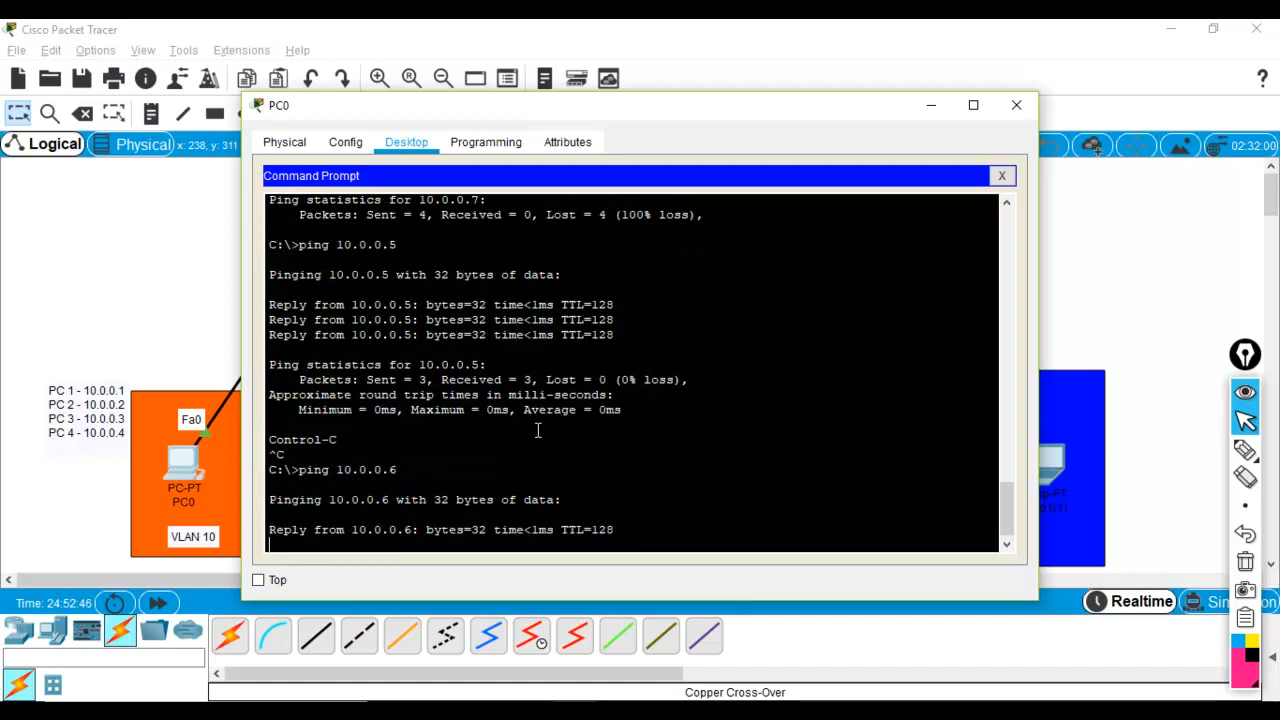 Cisco Packet Tracer
File Edit Options View Tools Extensions Help
PC0
Logical Physical x: 238, y: 311
02:32:00
Physical Config Desktop Programming Attributes
Command Prompt X
Ping statistics for 10.0.0.7:
Packets: Sent = 4, Received = 0, Lost = 4 (100% loss),
C:\>ping 10.0.0.5
Pinging 10.0.0.5 with 32 bytes of data:
Reply from 10.0.0.5: bytes=32 time<1ms TTL=128
Reply from 10.0.0.5: bytes=32 time<1ms TTL=128
Reply from 10.0.0.5: bytes=32 time<1ms TTL=128
Ping statistics for 10.0.0.5:
Packets: Sent = 3, Received = 3, Lost = 0 (0% loss),
Approximate round trip times in milli-seconds:
Minimum = 0ms, Maximum = 0ms, Average = 0ms
Control-C
^C
C:\>ping 10.0.0.6
Pinging 10.0.0.6 with 32 bytes of data:
Reply from 10.0.0.6: bytes=32 time<1ms TTL=128
PC 1 - 10.0.0.1
PC 2 - 10.0.0.2
PC 3 - 10.0.0.3
PC 4 - 10.0.0.4
Fa0
PC-PT
PC0
VLAN 10
Top
Time: 24:52:46
Realtime
Copper Cross-Over